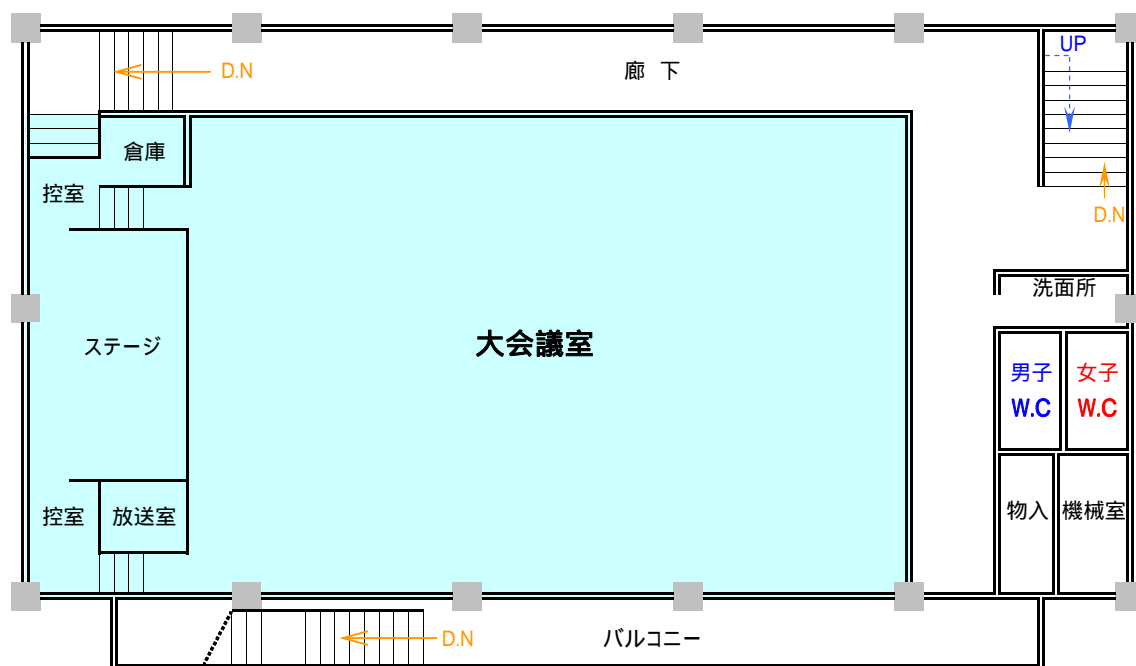 UP
D.N
廊 下
倉庫
控室
D.N
洗面所
大会議室
ステージ
男子
W.C
女子
W.C
控室
放送室
物入
機械室
D.N
バルコニー